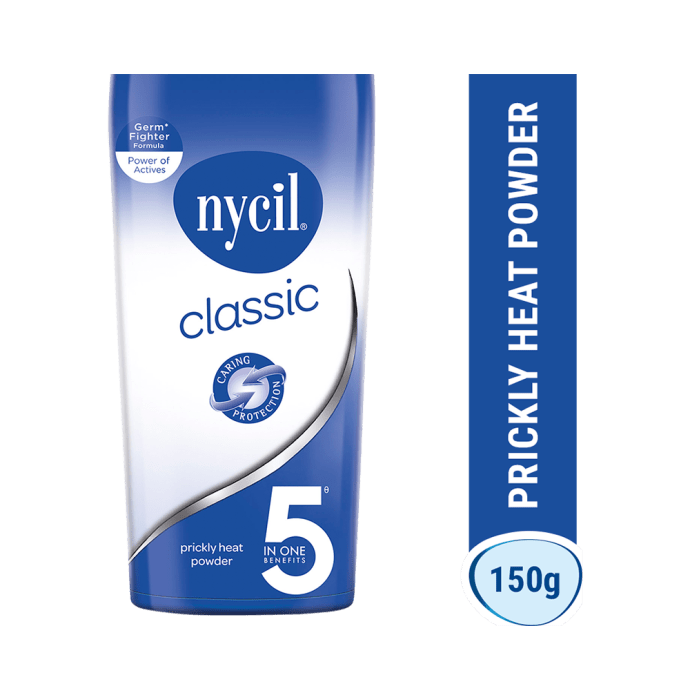 Germ*
Fighter
Formula
Power of
Actives
nycil®
classic
CARING
PROTECTION
5θ
IN ONE
BENEFITS
prickly heat
powder
PRICKLY HEAT POWDER
150g